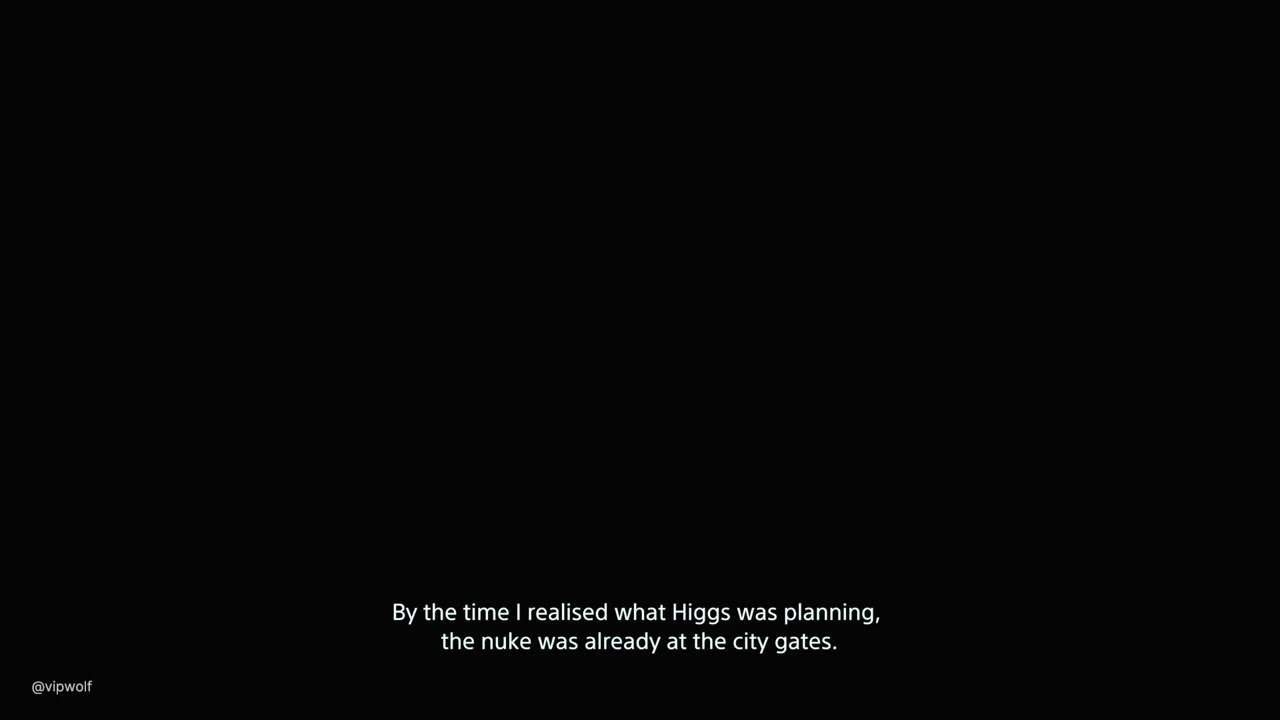 By the time I realised what Higgs was planning,
the nuke was already at the city gates.
@vipwolf